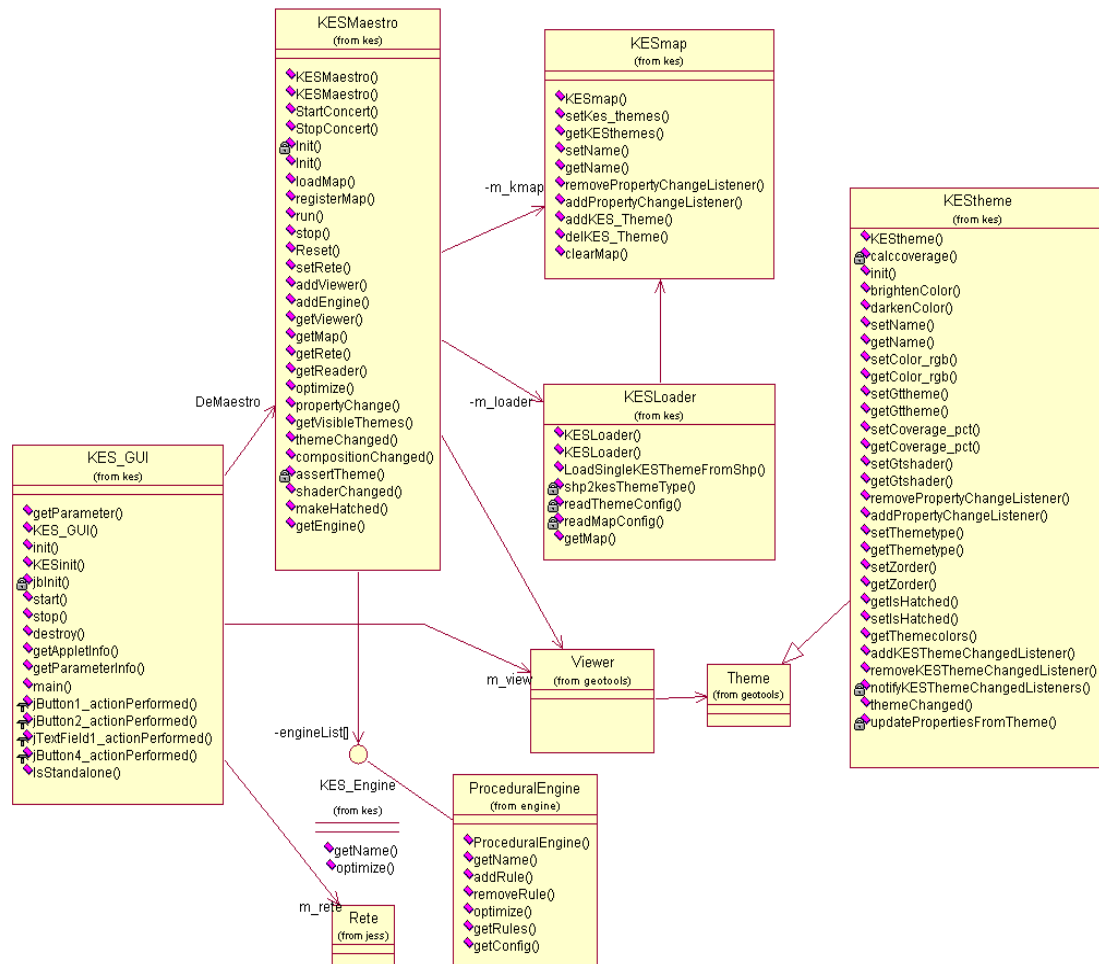 KESMaestro
(from kes)
KESMaestro()
KESMaestro()
StartConcert()
StopConcert()
Init()
Init()
loadMap()
registerMap()
run()
stop()
Reset()
setRete()
addViewer()
addEngine()
getViewer()
getMap()
getRete()
getReader()
optimize()
propertyChange()
getVisibleThemes()
themeChanged()
compositionChanged()
assertTheme()
shaderChanged()
makeHatched()
getEngine()
KESmap
(from kes)
KESmap()
setKes_themes()
getKESthemes()
setName()
getName()
removePropertyChangeListener()
addPropertyChangeListener()
addKES_Theme()
delKES_Theme()
clearMap()
-m_kmap
KEStheme
(from kes)
KEStheme()
calccoverage()
init()
brightenColor()
darkenColor()
setName()
getName()
setColor_rgb()
getColor_rgb()
setGttheme()
getGttheme()
setCoverage_pct()
getCoverage_pct()
setGtshader()
getGtshader()
removePropertyChangeListener()
addPropertyChangeListener()
setThemetype()
getThemetype()
setZorder()
getZorder()
getIsHatched()
setIsHatched()
getThemecolors()
addKESThemeChangedListener()
removeKESThemeChangedListener()
notifyKESThemeChangedListeners()
themeChanged()
updatePropertiesFromTheme()
-m_loader
KESLoader
(from kes)
KESLoader()
KESLoader()
LoadSingleKESThemeFromShp()
shp2kesThemeType()
readThemeConfig()
readMapConfig()
getMap()
DeMaestro
KES_GUI
(from kes)
getParameter()
KES_GUI()
init()
KESinit()
jbInit()
start()
stop()
destroy()
getAppletInfo()
getParameterInfo()
main()
jButton1_actionPerformed()
jButton2_actionPerformed()
jTextField1_actionPerformed()
jButton4_actionPerformed()
IsStandalone()
m_view
Viewer
(from geotools)
Theme
(from geotools)
-engineList[]
KES_Engine
(from kes)
getName()
optimize()
ProceduralEngine
(from engine)
ProceduralEngine()
getName()
addRule()
removeRule()
optimize()
getRules()
getConfig()
m_rete
Rete
(from jess)